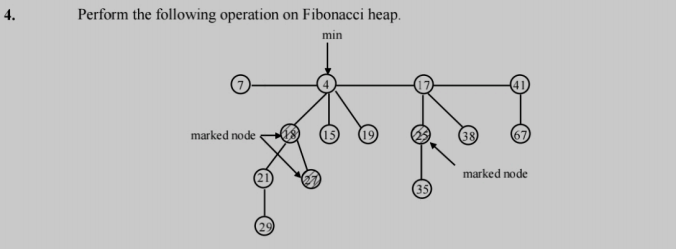 4. Perform the following operation on Fibonacci heap.
min
7 4 17 41
marked node 18 15 19 25 38 67
21 27 marked node
35
29